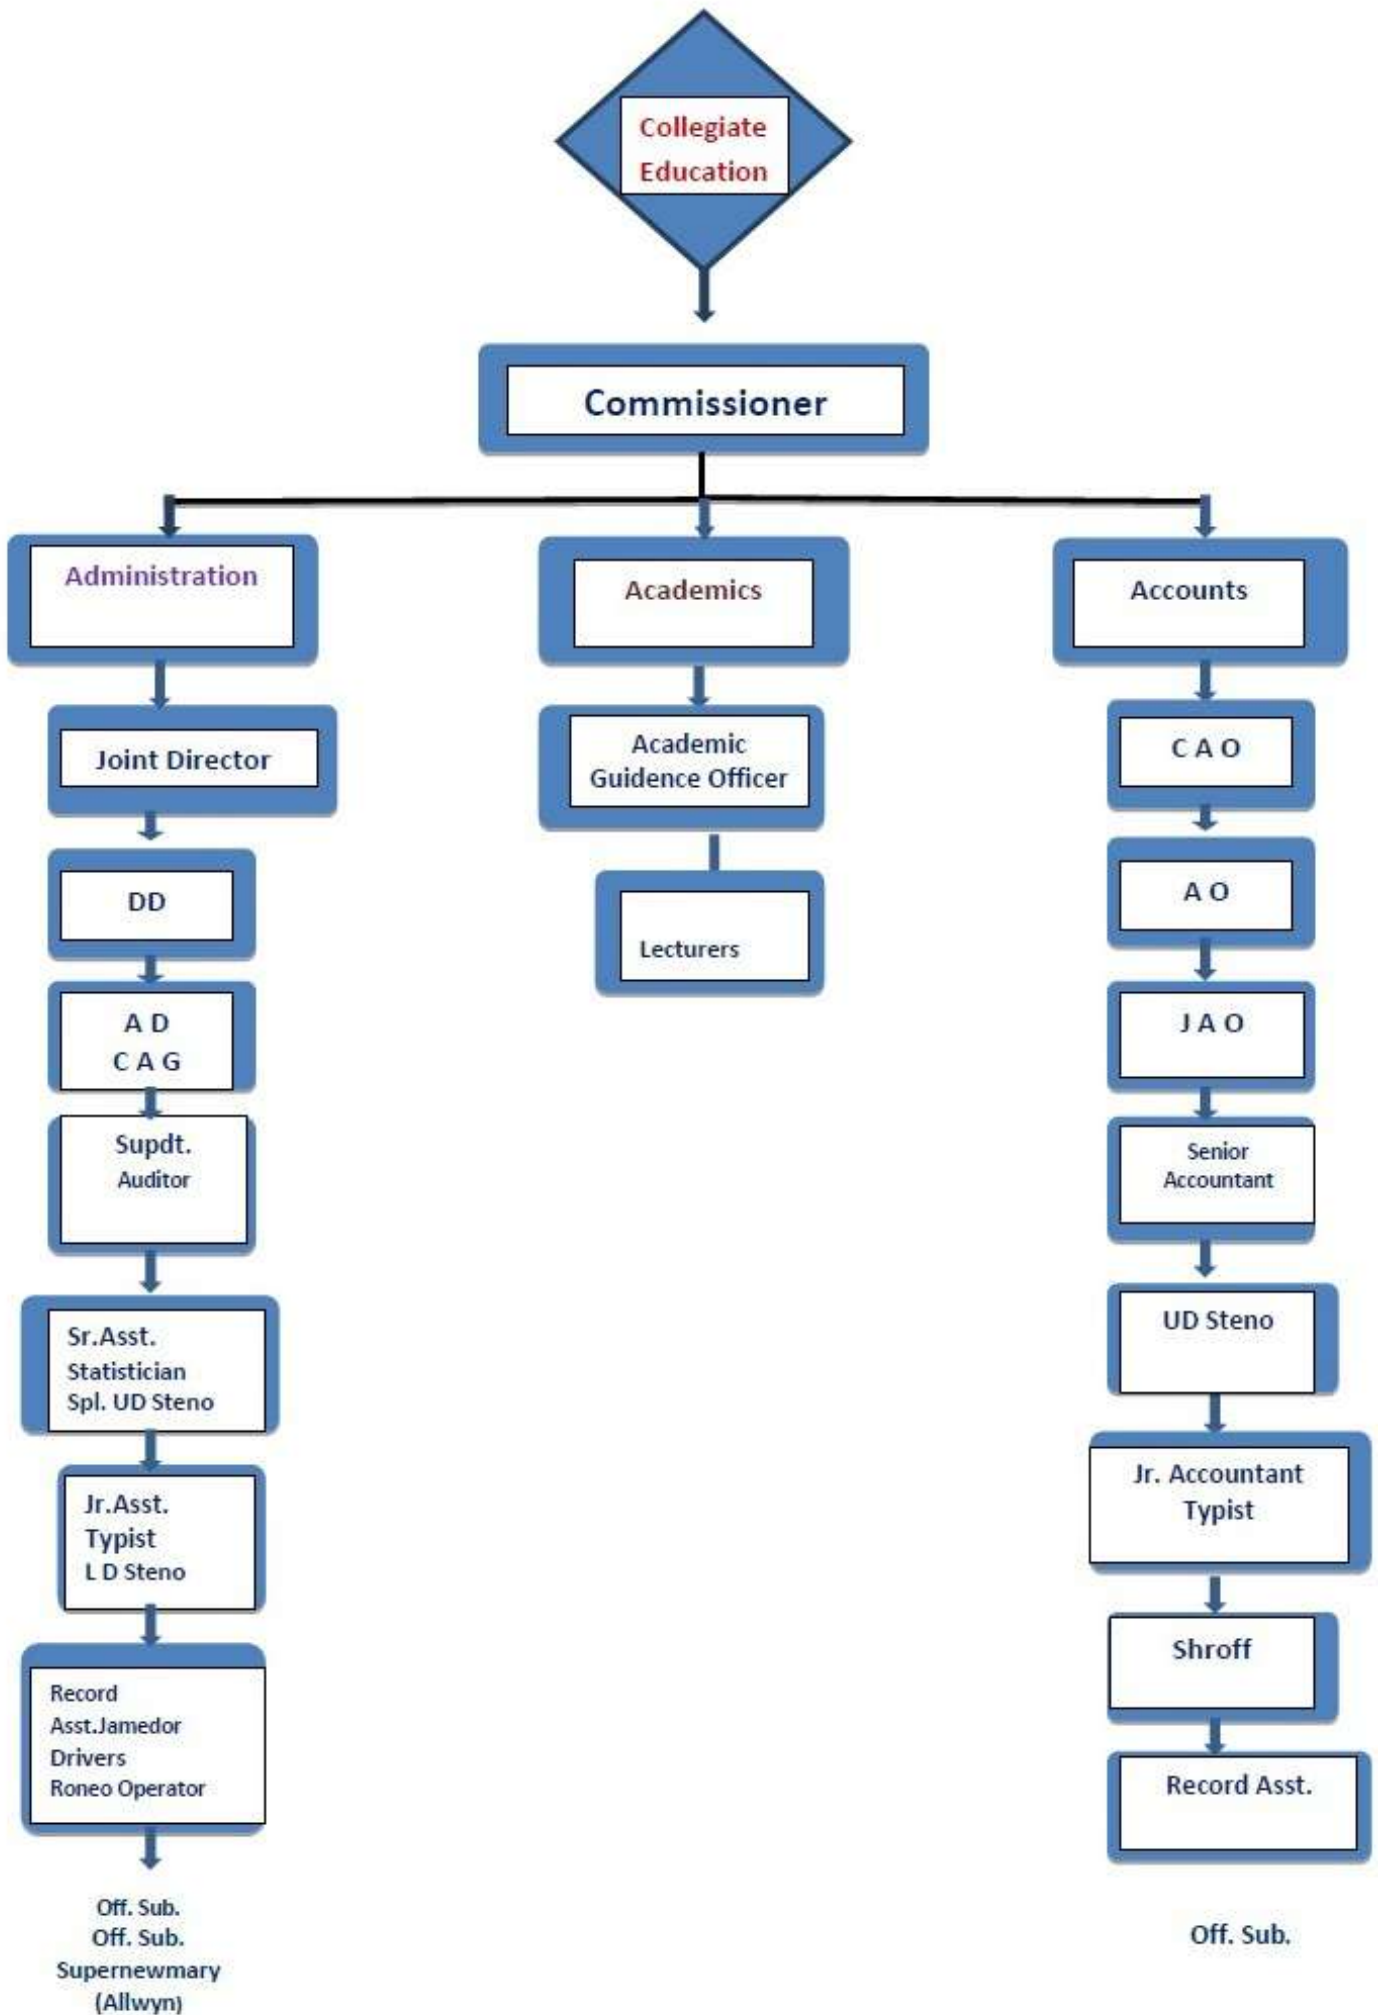 Collegiate
Education
Commissioner
Administration
Academics
Accounts
Joint Director
Academic
Guidence Officer
C A O
DD
Lecturers
A O
A D
C A G
J A O
Supdt.
Auditor
Senior
Accountant
Sr.Asst.
Statistician
Spl. UD Steno
UD Steno
Jr.Asst.
Typist
L D Steno
Jr. Accountant
Typist
Shroff
Record
Asst.Jamedor
Drivers
Roneo Operator
Record Asst.
Off. Sub.
Off. Sub.
Supernewmary
(Allwyn)
Off. Sub.